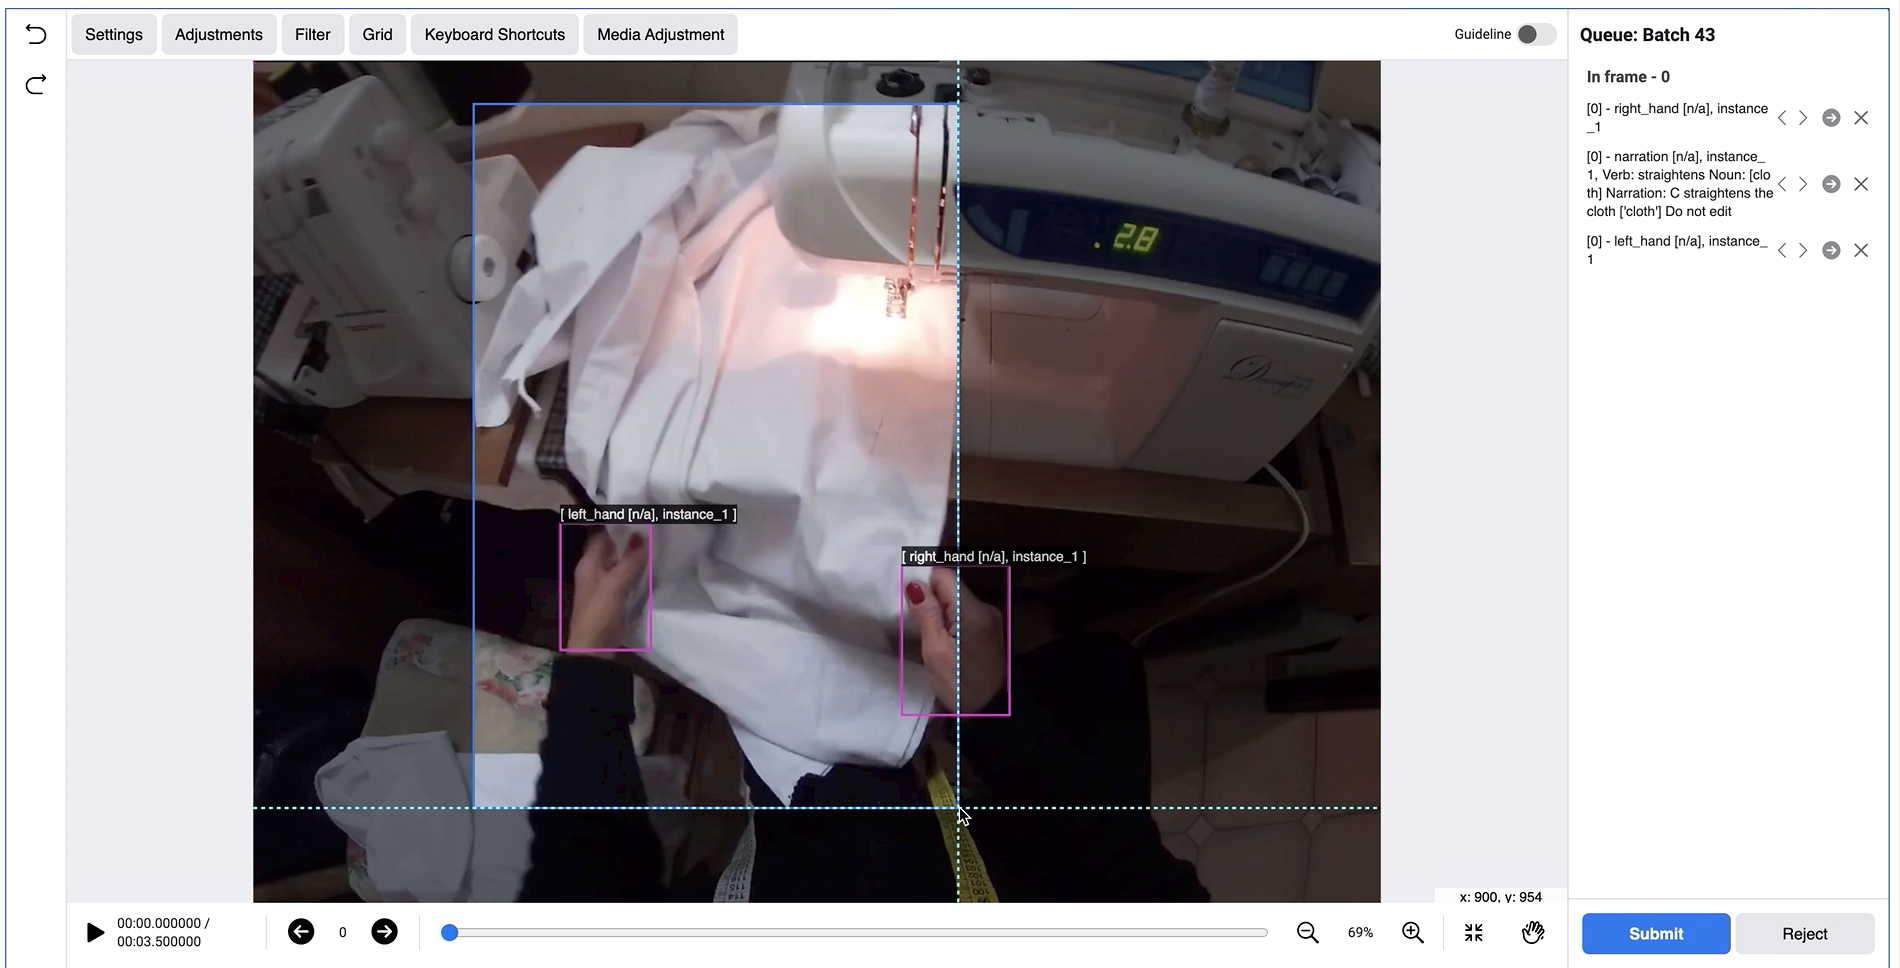 Settings
Adjustments
Filter
Grid
Keyboard Shortcuts
Media Adjustment
Guideline
Queue: Batch 43
In frame - 0
[0] - right_hand [n/a], instance
_1
[0] - narration [n/a], instance_
1, Verb: straightens Noun: [clo
th] Narration: C straightens the
cloth ['cloth'] Do not edit
[0] - left_hand [n/a], instance_
1
. 2.8
[ left_hand [n/a], instance_1 ]
[ right_hand [n/a], instance_1 ]
x: 900, y: 954
00:00.000000 /
00:03.500000
0
69%
Submit
Reject